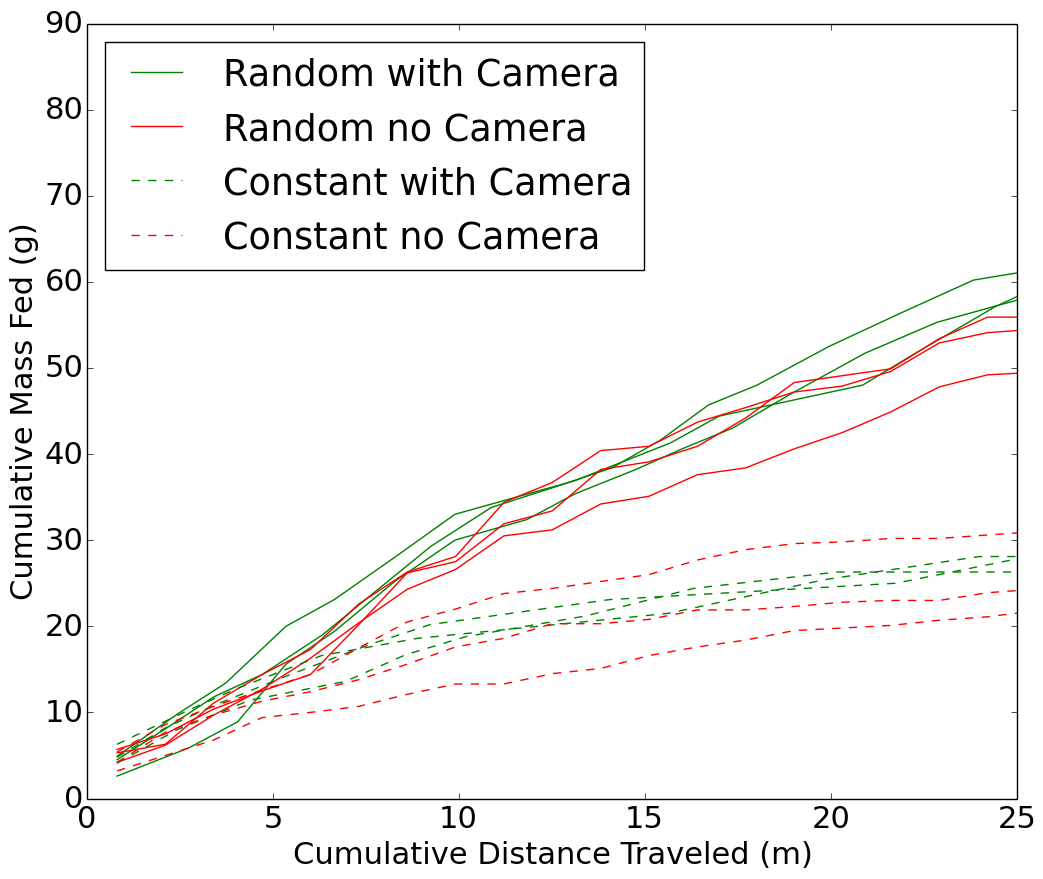 90
80
70
60
50
40
30
20
10
0
Cumulative Mass Fed (g)
Random with Camera
Random no Camera
Constant with Camera
Constant no Camera
0 5 10 15 20 25
Cumulative Distance Traveled (m)